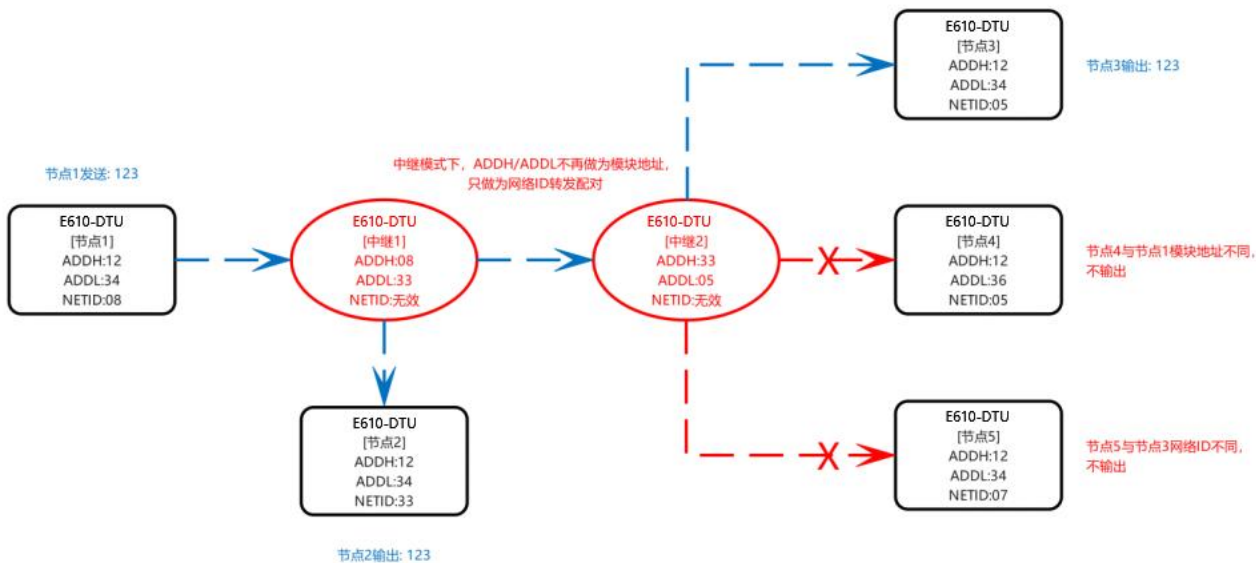 E610-DTU
[节点3]
ADDH:12
ADDL:34
NETID:05
节点3输出: 123
中继模式下，ADDH/ADDL不再做为模块地址，
只做为网络ID转发配对
节点1发送: 123
E610-DTU
[节点1]
ADDH:12
ADDL:34
NETID:08
E610-DTU
[中继1]
ADDH:08
ADDL:33
NETID:无效
E610-DTU
[中继2]
ADDH:33
ADDL:05
NETID:无效
E610-DTU
[节点4]
ADDH:12
ADDL:36
NETID:05
节点4与节点1模块地址不同，
不输出
E610-DTU
[节点2]
ADDH:12
ADDL:34
NETID:33
节点2输出: 123
E610-DTU
[节点5]
ADDH:12
ADDL:34
NETID:07
节点5与节点3网络ID不同，
不输出